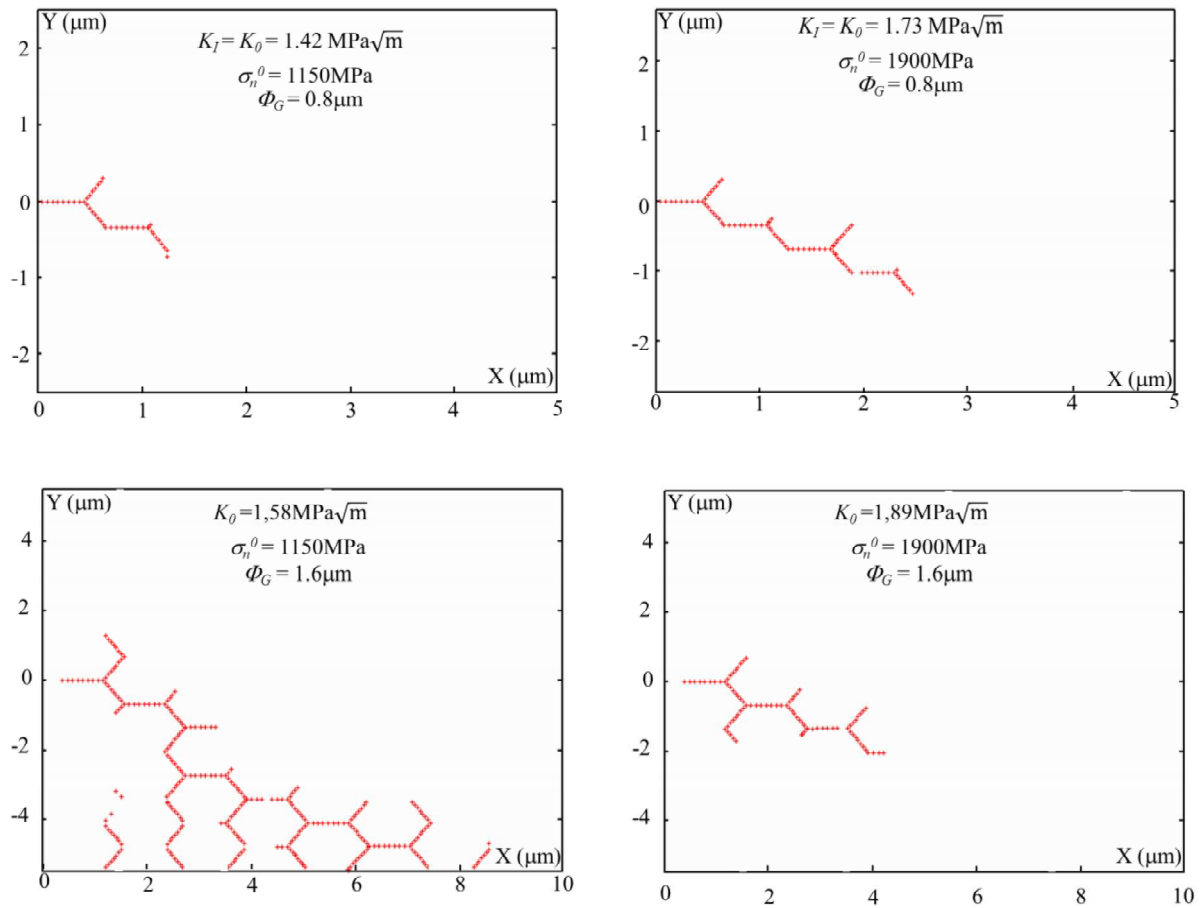 Y (μm)
K_I = K_0 = 1.42 MPa√m
σ_n^0 = 1150MPa
Φ_G = 0.8μm
2
1
0
-1
-2
X (μm)
0 1 2 3 4 5
Y (μm)
K_I = K_0 = 1.73 MPa√m
σ_n^0 = 1900MPa
Φ_G = 0.8μm
2
1
0
-1
-2
X (μm)
0 1 2 3 4 5
Y (μm)
K_0 =1,58MPa√m
σ_n^0 = 1150MPa
Φ_G = 1.6μm
4
2
0
-2
-4
X (μm)
0 2 4 6 8 10
Y (μm)
K_0 =1,89MPa√m
σ_n^0 = 1900MPa
Φ_G = 1.6μm
4
2
0
-2
-4
X (μm)
0 2 4 6 8 10